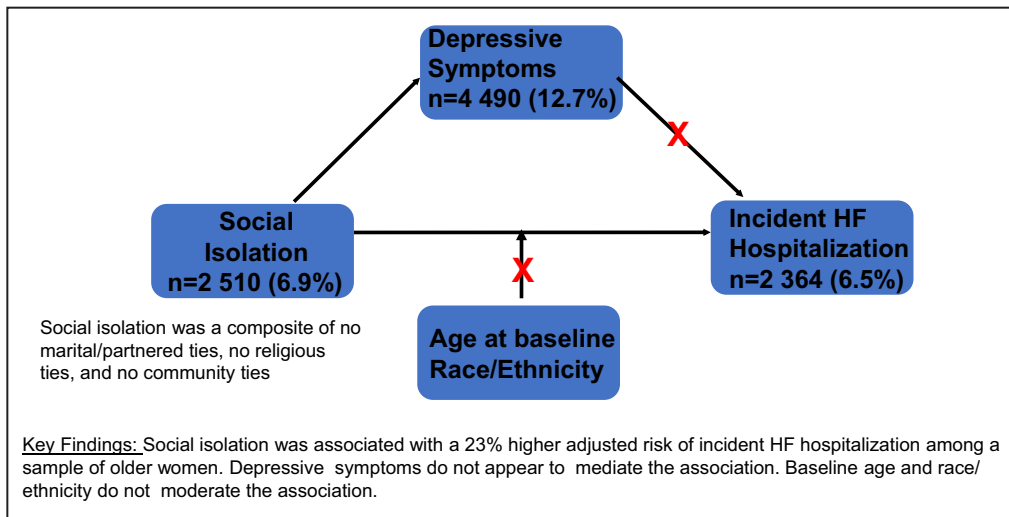 Depressive
Symptoms
n=4 490 (12.7%)
X
Social
Isolation
n=2 510 (6.9%)
Incident HF
Hospitalization
n=2 364 (6.5%)
X
Age at baseline
Race/Ethnicity
Social isolation was a composite of no
marital/partnered ties, no religious
ties, and no community ties
Key Findings: Social isolation was associated with a 23% higher adjusted risk of incident HF hospitalization among a
sample of older women. Depressive symptoms do not appear to mediate the association. Baseline age and race/
ethnicity do not moderate the association.